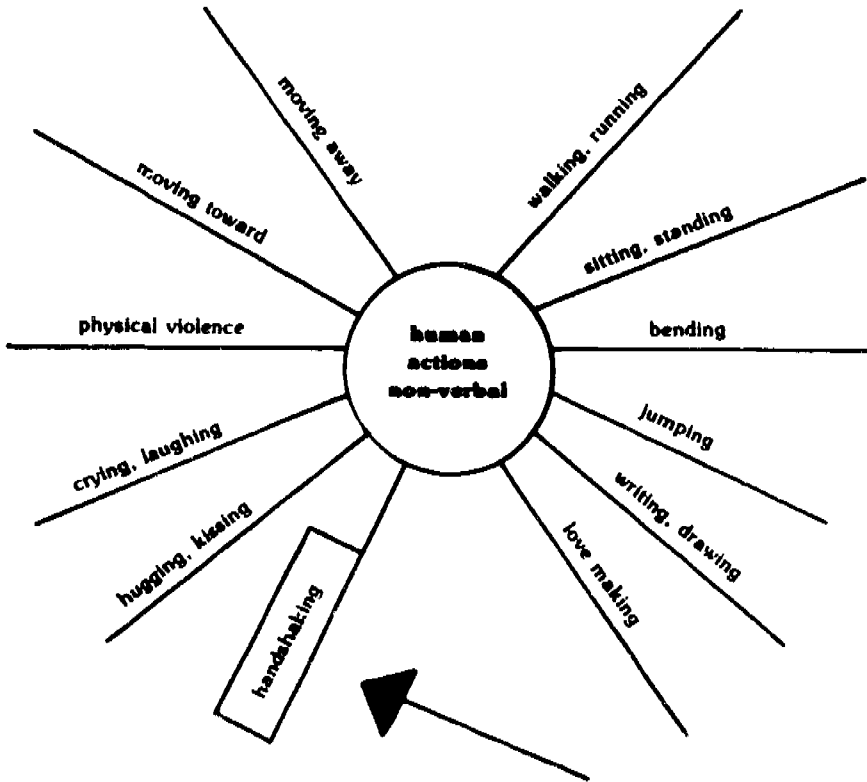 human
actions
non-verbal
moving away
walking, running
moving toward
sitting, standing
physical violence
bending
crying, laughing
jumping
hugging, kissing
writing, drawing
handshaking
love making